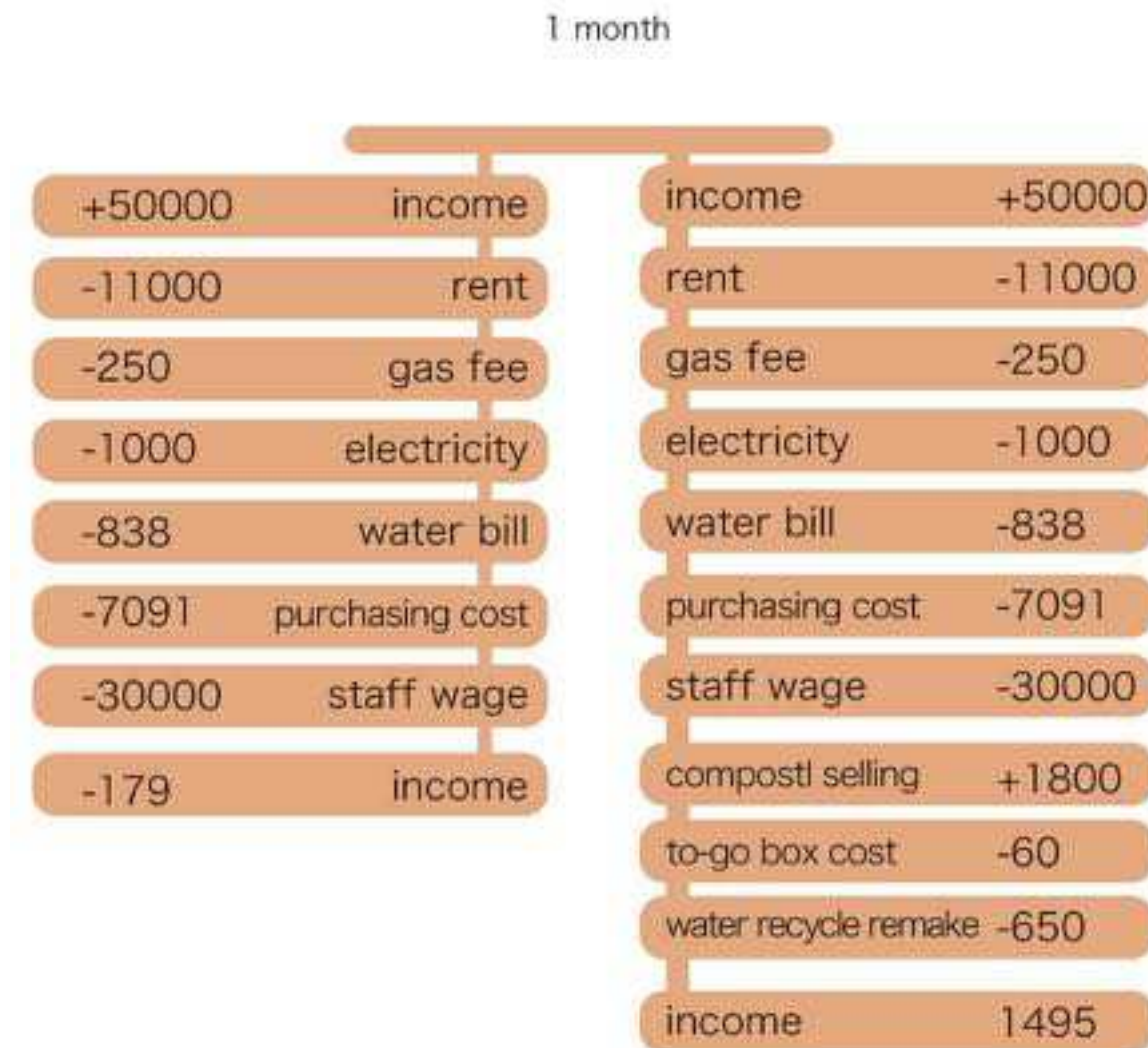 1 month
+50000 income
-11000 rent
-250 gas fee
-1000 electricity
-838 water bill
-7091 purchasing cost
-30000 staff wage
-179 income
income +50000
rent -11000
gas fee -250
electricity -1000
water bill -838
purchasing cost -7091
staff wage -30000
compostl selling +1800
to-go box cost -60
water recycle remake -650
income 1495